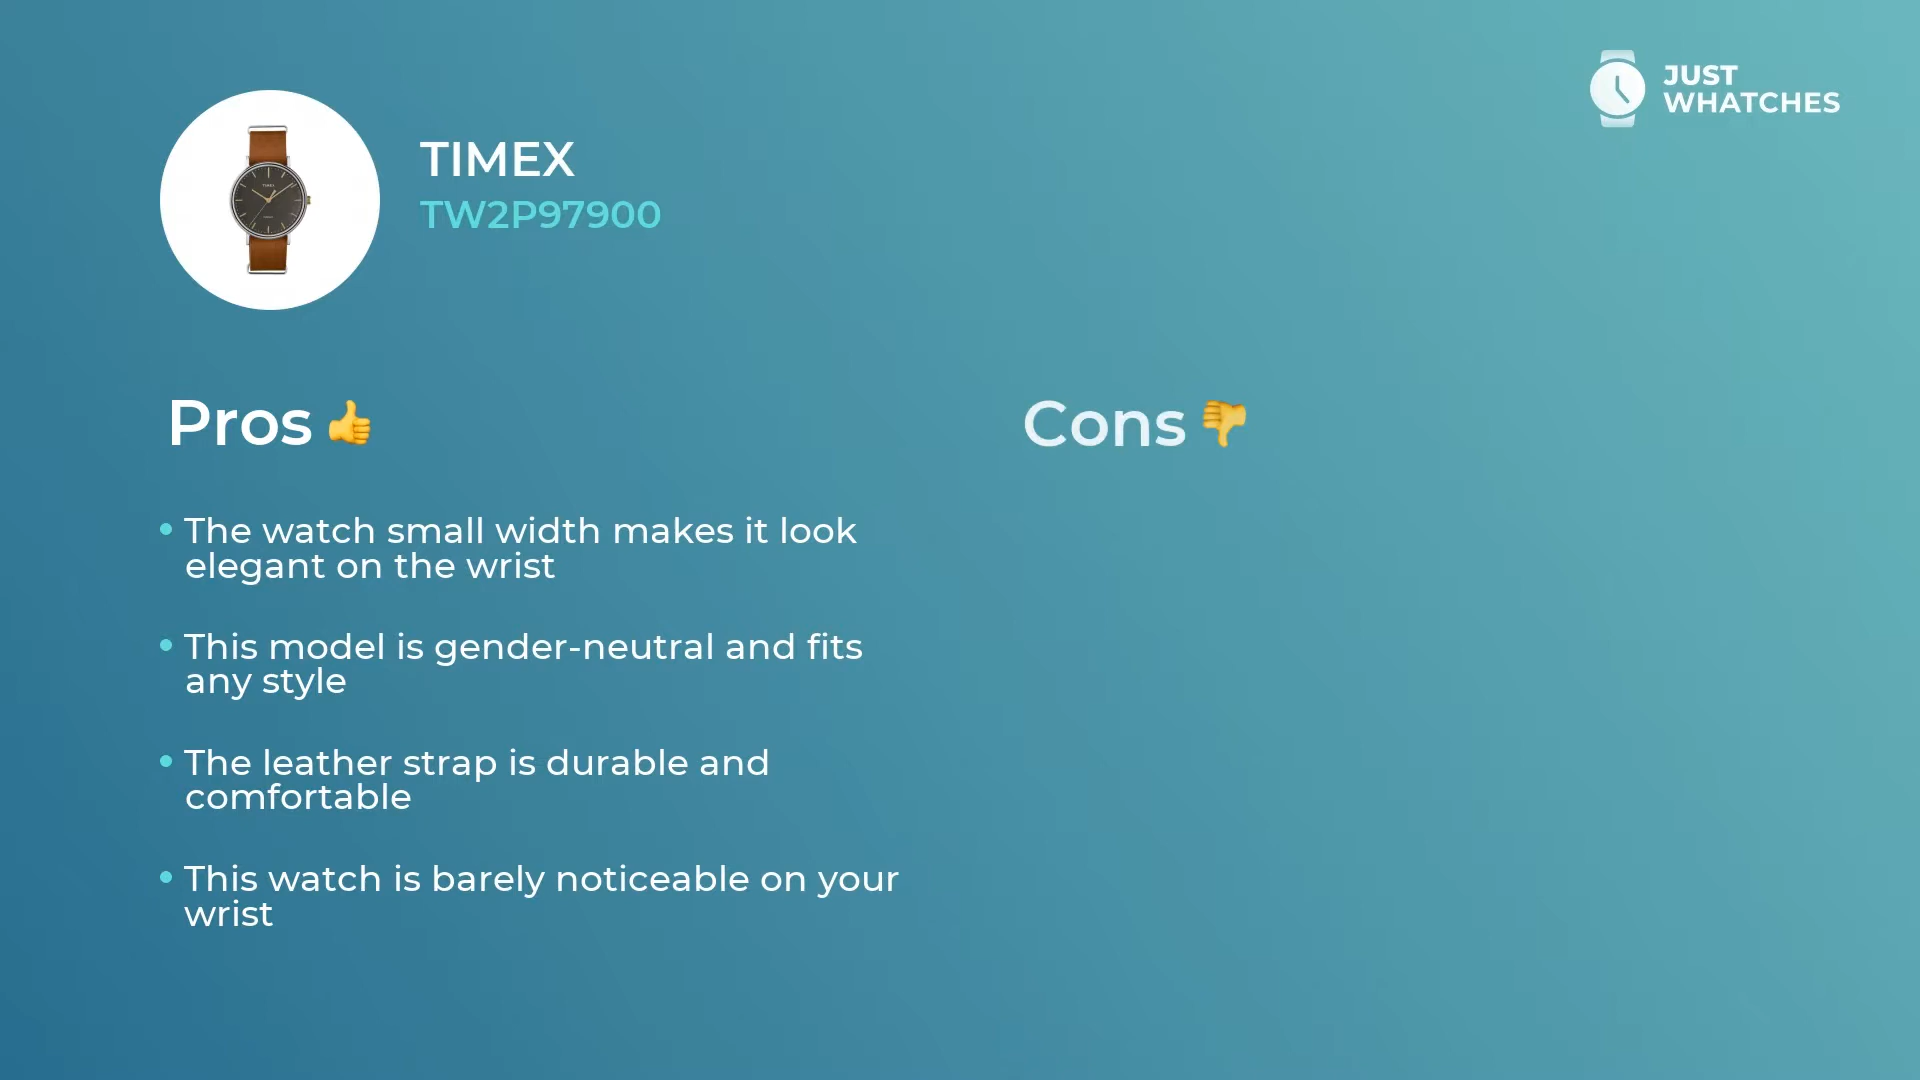 JUST
WHATCHES
TIMEX
TW2P97900
Pros 👍
Cons 👎
• The watch small width makes it look
elegant on the wrist
• This model is gender-neutral and fits
any style
• The leather strap is durable and
comfortable
• This watch is barely noticeable on your
wrist